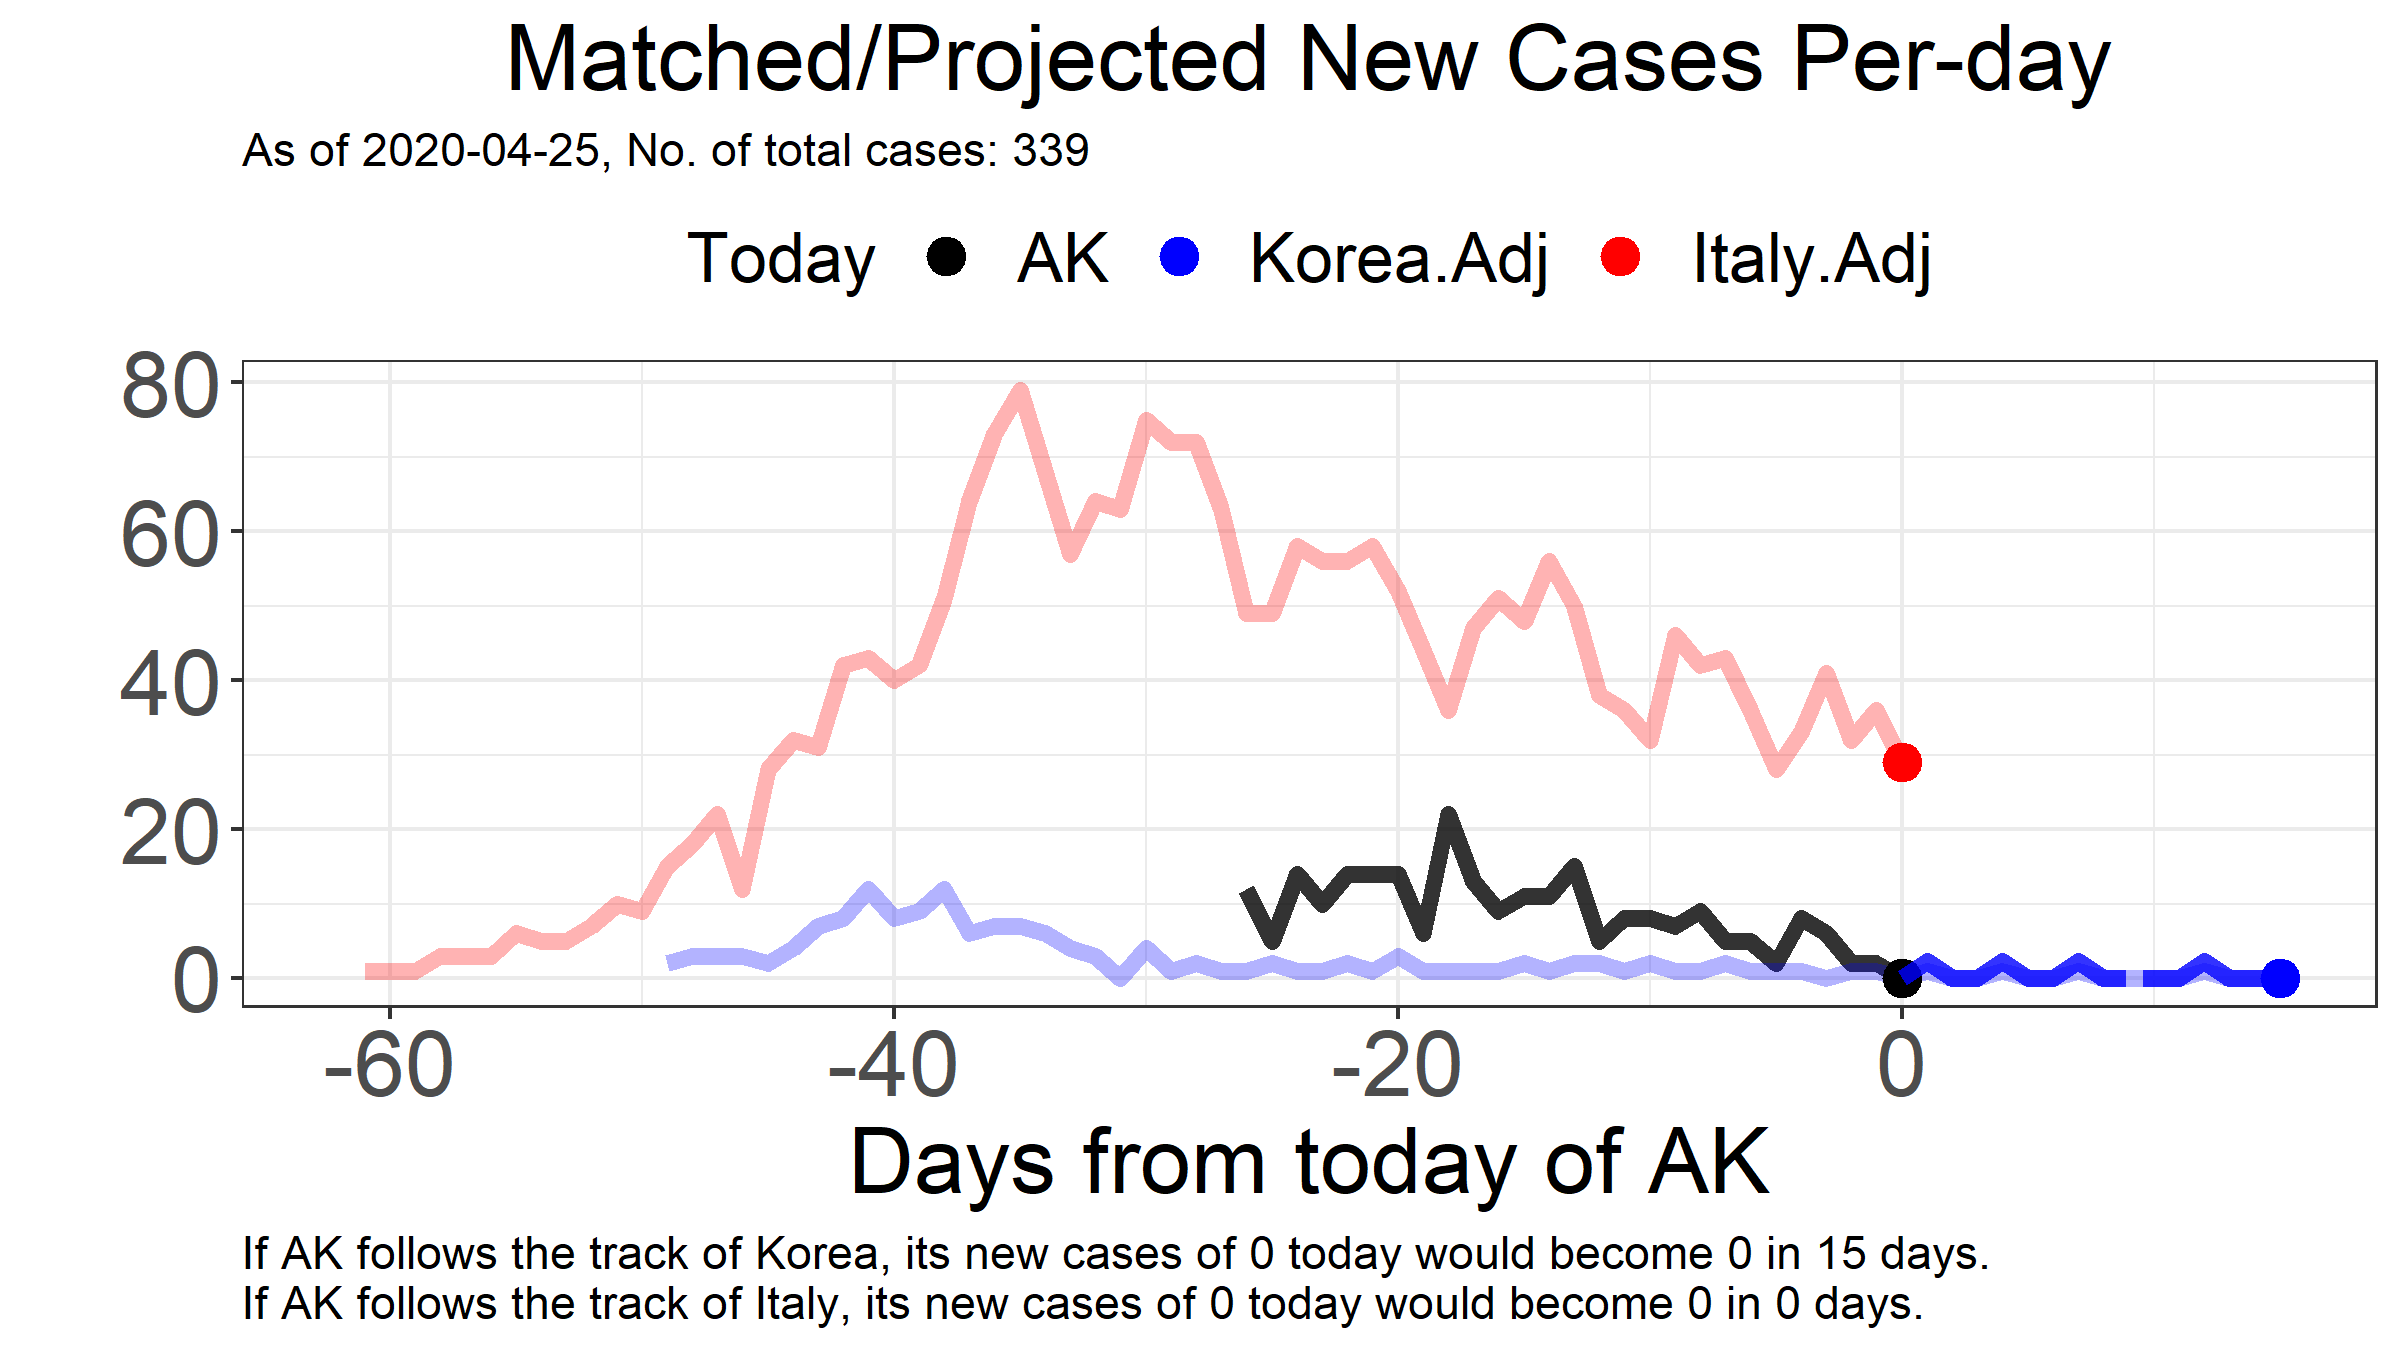 Matched/Projected New Cases Per-day
As of 2020-04-25, No. of total cases: 339
Today AK Korea.Adj Italy.Adj
80
60
40
20
0
-60 -40 -20 0
Days from today of AK
If AK follows the track of Korea, its new cases of 0 today would become 0 in 15 days.
If AK follows the track of Italy, its new cases of 0 today would become 0 in 0 days.